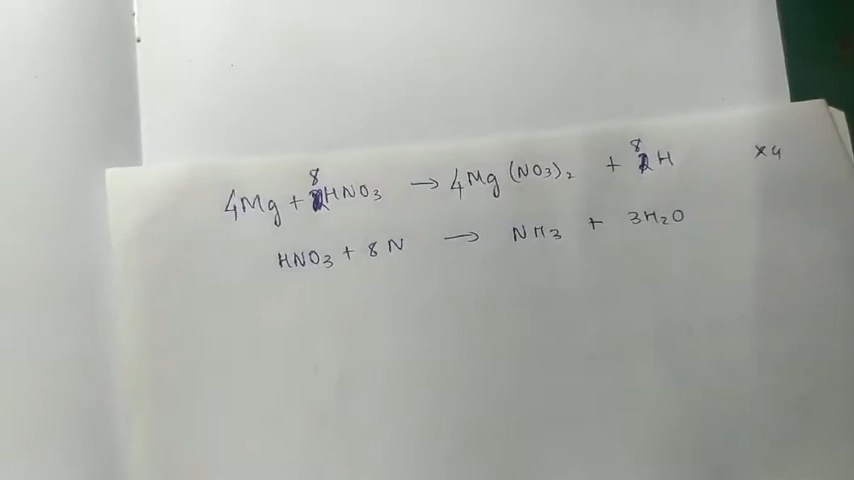 4Mg + 8HNO3 → 4Mg(NO3)2 + 8H ×4
HNO3 + 8N → NH3 + 3H2O